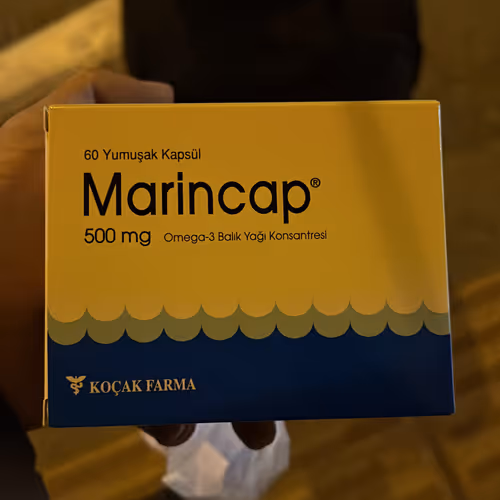 60 Yumuşak Kapsül
Marincap®
500 mg Omega-3 Balık Yağı Konsantresi
KOÇAK FARMA